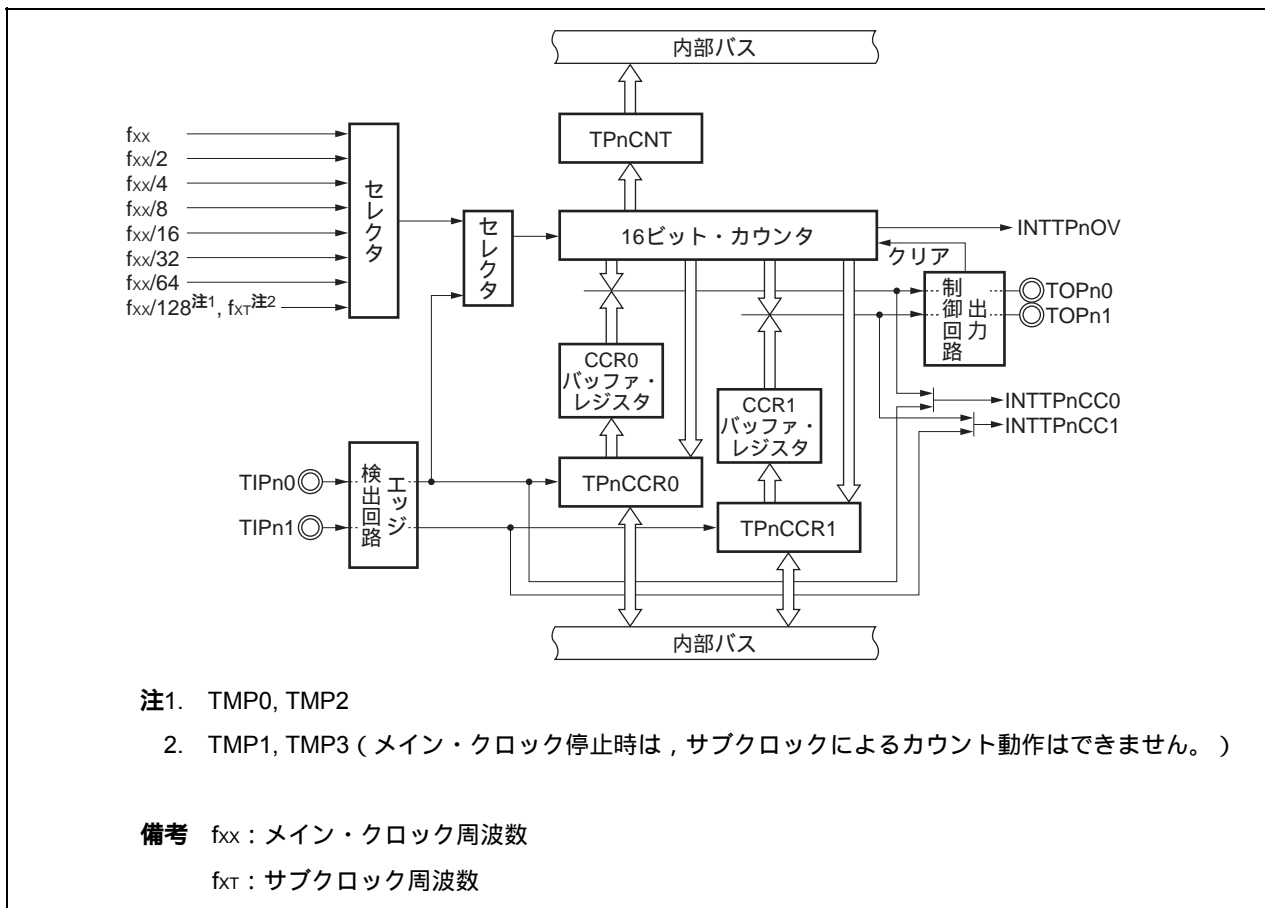 内部バス
TPnCNT
fXX
fXX/2
fXX/4
fXX/8
fXX/16
fXX/32
fXX/64
fXX/128注1, fXT注2
セレクタ
セレクタ
16ビット・カウンタ
INTTPnOV
クリア
出力
制御回路
TOPn0
TOPn1
CCR0
バッファ・
レジスタ
CCR1
バッファ・
レジスタ
INTTPnCC0
INTTPnCC1
TIPn0
TIPn1
エッジ
検出回路
TPnCCR0
TPnCCR1
内部バス
注1. TMP0, TMP2
2. TMP1, TMP3（メイン・クロック停止時は，サブクロックによるカウント動作はできません。）
備考 fXX：メイン・クロック周波数
fXT：サブクロック周波数